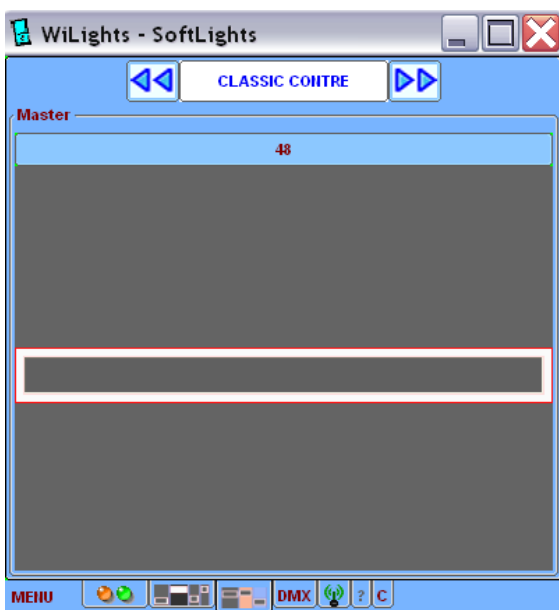 WiLights - SoftLights
CLASSIC CONTRE
Master
48
MENU DMX ? C